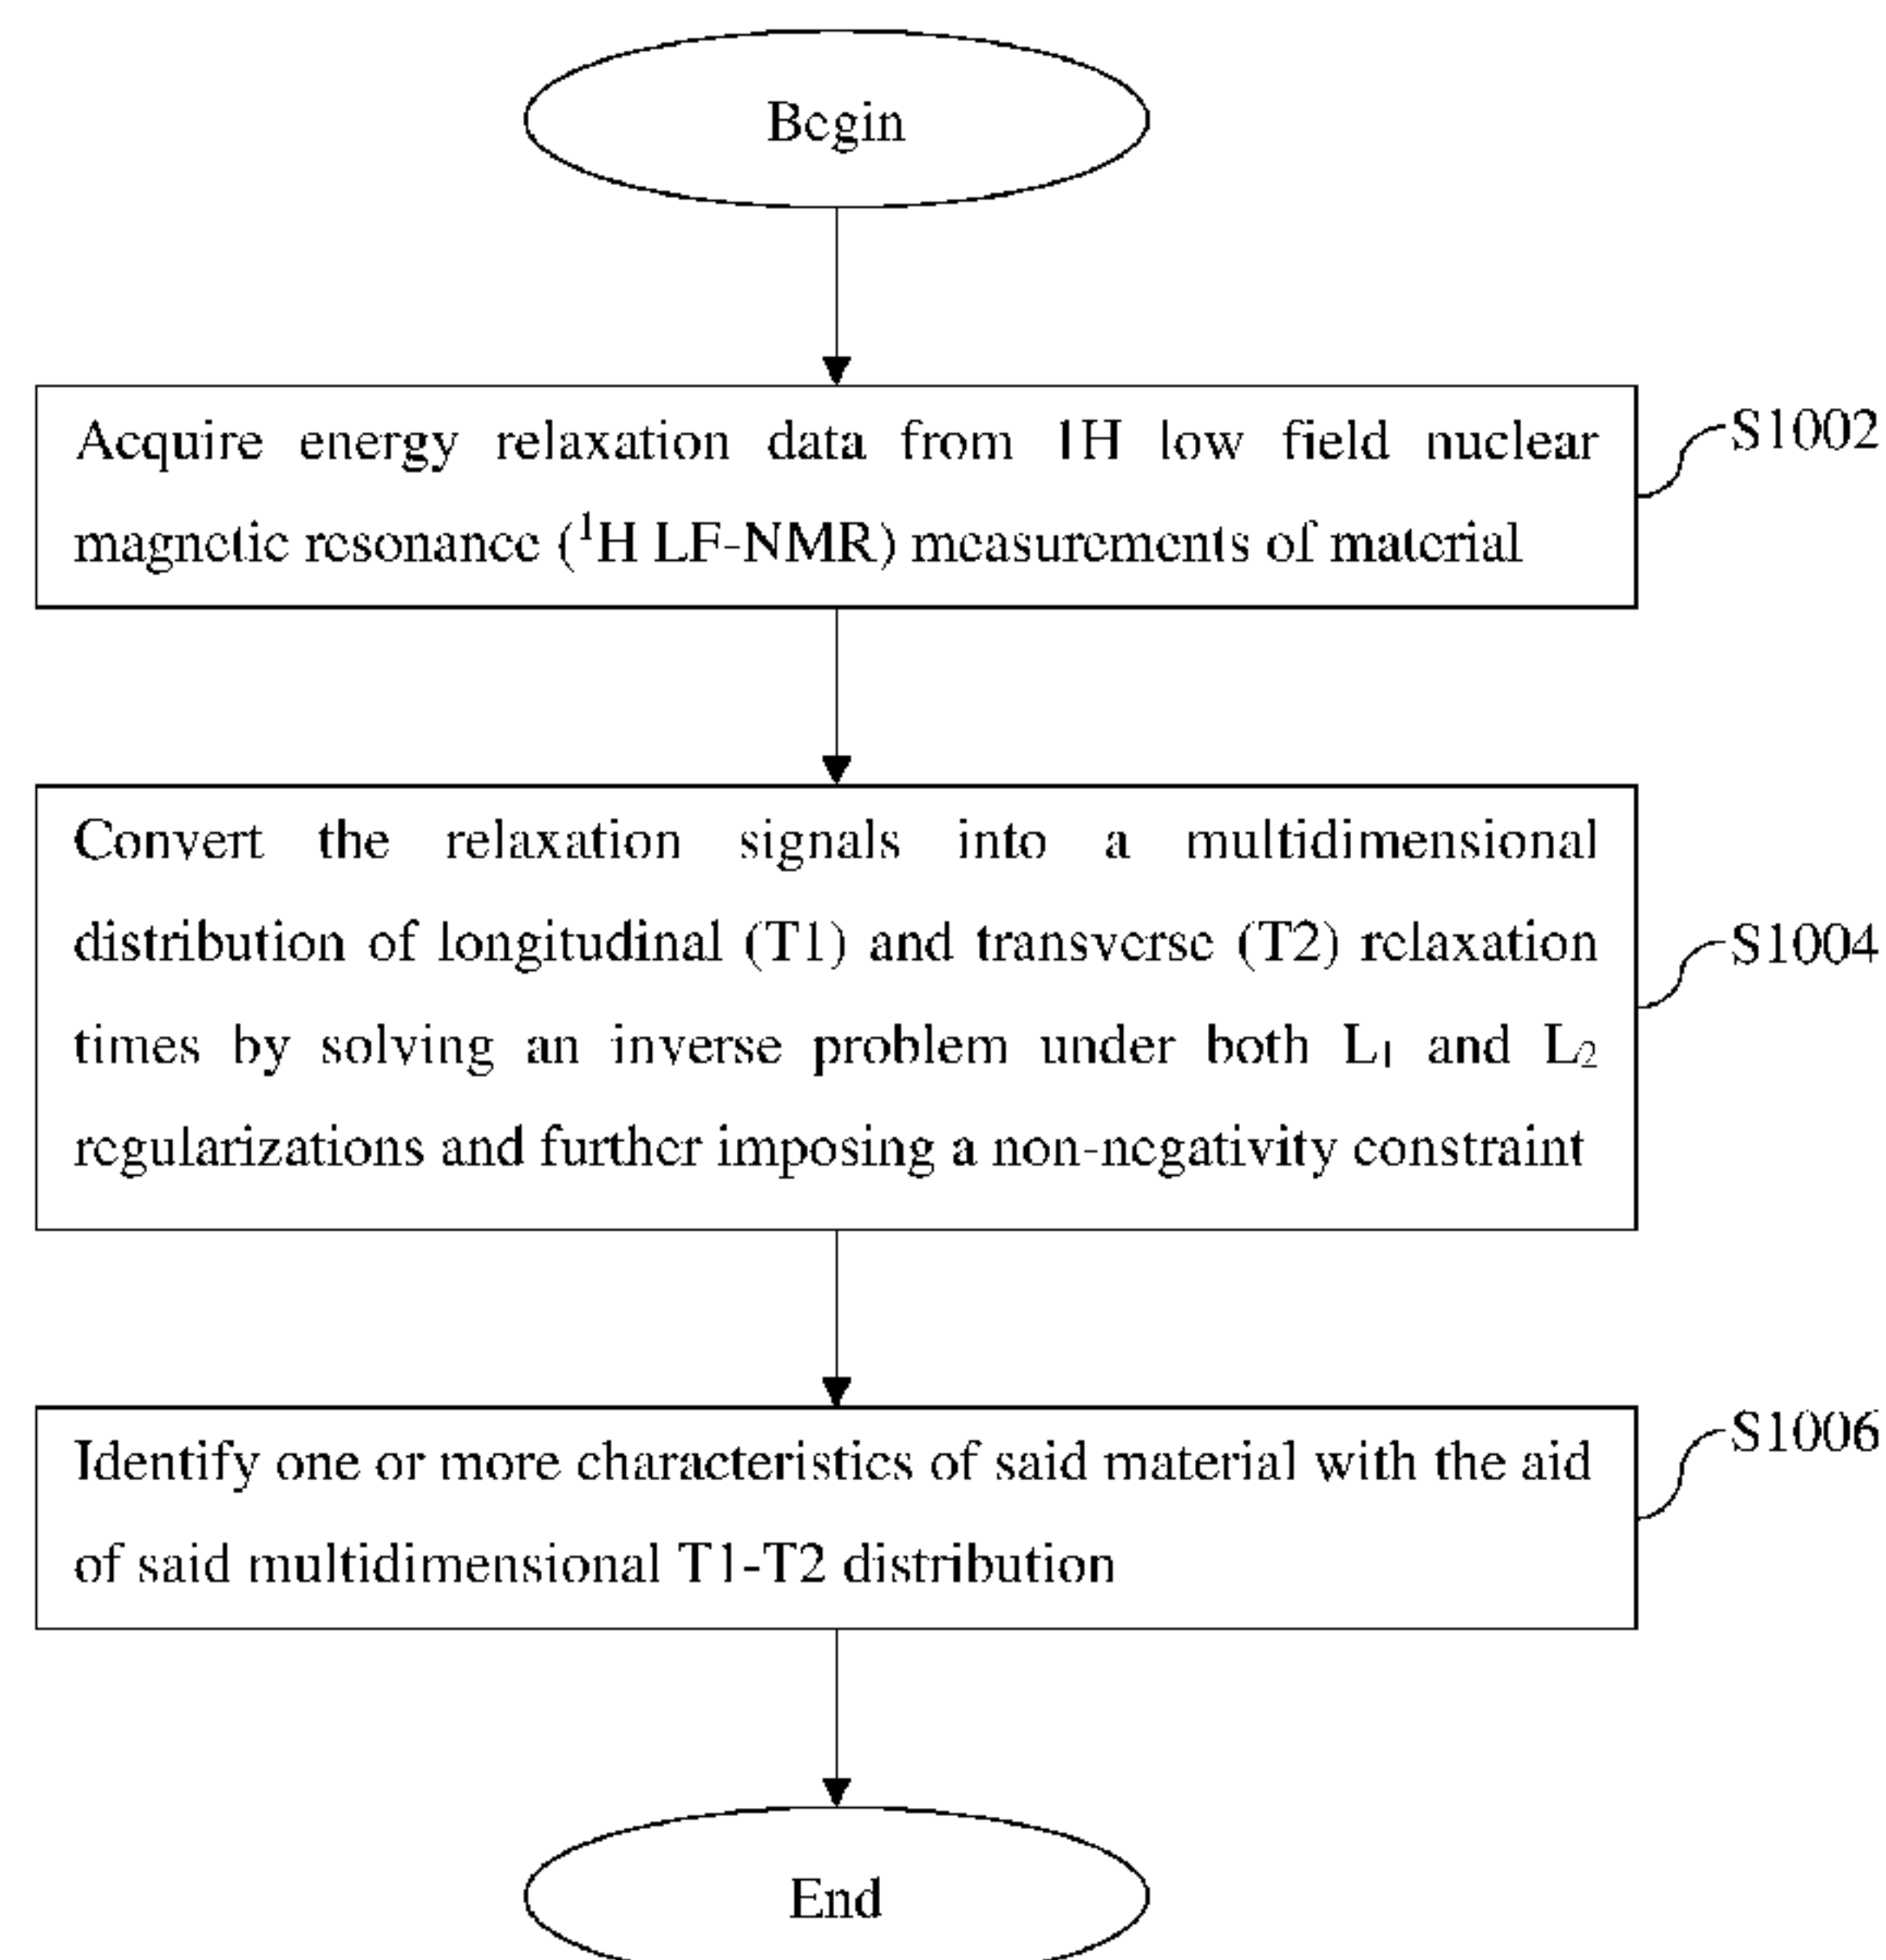 Begin
Acquire energy relaxation data from 1H low field nuclear
magnetic resonance (¹H LF-NMR) measurements of material
S1002
Convert the relaxation signals into a multidimensional
distribution of longitudinal (T1) and transverse (T2) relaxation
times by solving an inverse problem under both L₁ and L₂
regularizations and further imposing a non-negativity constraint
S1004
Identify one or more characteristics of said material with the aid
of said multidimensional T1-T2 distribution
S1006
End